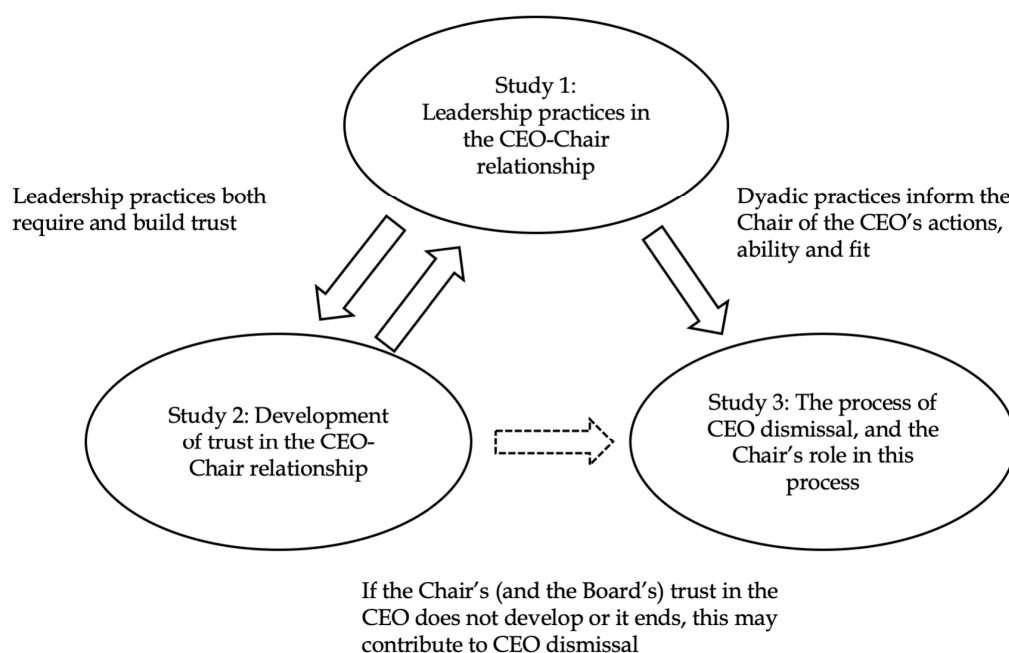 Study 1:
Leadership practices in
the CEO-Chair
relationship
Leadership practices both
require and build trust
Dyadic practices inform the
Chair of the CEO's actions,
ability and fit
Study 2: Development
of trust in the CEO-
Chair relationship
Study 3: The process of
CEO dismissal, and the
Chair's role in this
process
If the Chair's (and the Board's) trust in the
CEO does not develop or it ends, this may
contribute to CEO dismissal